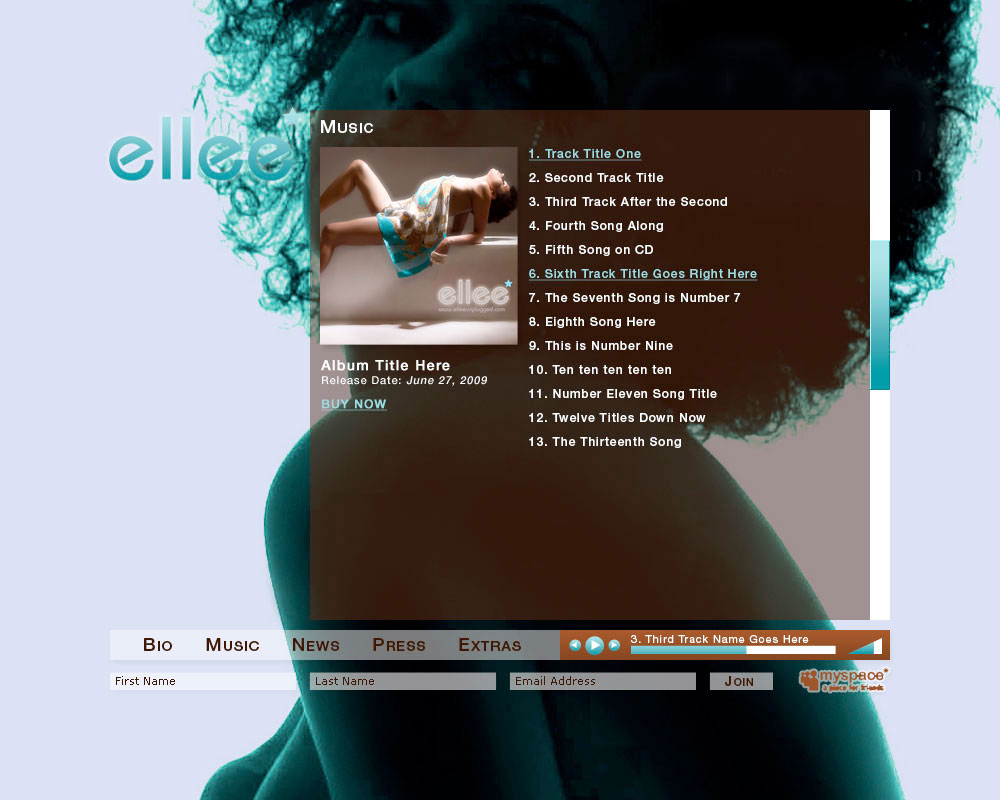 ellee
Music
1. Track Title One
2. Second Track Title
3. Third Track After the Second
4. Fourth Song Along
5. Fifth Song on CD
6. Sixth Track Title Goes Right Here
7. The Seventh Song is Number 7
8. Eighth Song Here
9. This is Number Nine
10. Ten ten ten ten ten
11. Number Eleven Song Title
12. Twelve Titles Down Now
13. The Thirteenth Song
ellee
www.elleeunplugged.com
Album Title Here
Release Date: June 27, 2009
BUY NOW
Bio Music News Press Extras
3. Third Track Name Goes Here
First Name Last Name Email Address Join
myspace
a place for friends